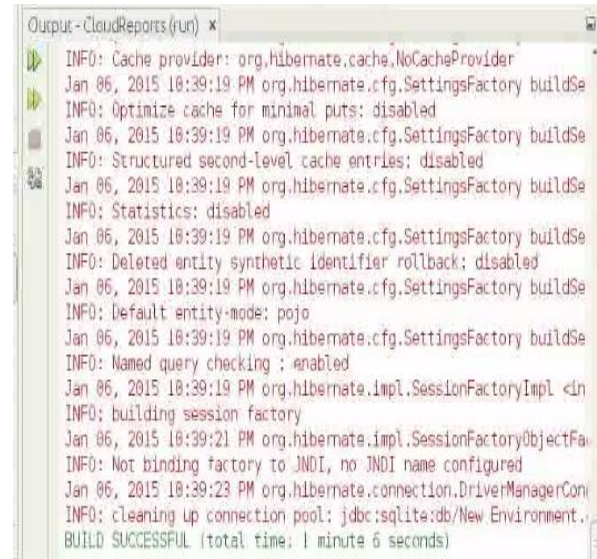 Output - CloudReports (run) ×
INFO: Cache provider: org.hibernate.cache.NoCacheProvider
Jan 06, 2015 10:39:19 PM org.hibernate.cfg.SettingsFactory buildSe
INFO: Optimize cache for minimal puts: disabled
Jan 06, 2015 10:39:19 PM org.hibernate.cfg.SettingsFactory buildSe
INFO: Structured second-level cache entries: disabled
Jan 06, 2015 10:39:19 PM org.hibernate.cfg.SettingsFactory buildSe
INFO: Statistics: disabled
Jan 06, 2015 10:39:19 PM org.hibernate.cfg.SettingsFactory buildSe
INFO: Deleted entity synthetic identifier rollback: disabled
Jan 06, 2015 10:39:19 PM org.hibernate.cfg.SettingsFactory buildSe
INFO: Default entity-mode: pojo
Jan 06, 2015 10:39:19 PM org.hibernate.cfg.SettingsFactory buildSe
INFO: Named query checking : enabled
Jan 06, 2015 10:39:19 PM org.hibernate.impl.SessionFactoryImpl <in
INFO: building session factory
Jan 06, 2015 10:39:21 PM org.hibernate.impl.SessionFactoryObjectFa
INFO: Not binding factory to JNDI, no JNDI name configured
Jan 06, 2015 10:39:23 PM org.hibernate.connection.DriverManagerConn
INFO: cleaning up connection pool: jdbc:sqlite:db/New Environment.
BUILD SUCCESSFUL (total time: 1 minute 6 seconds)